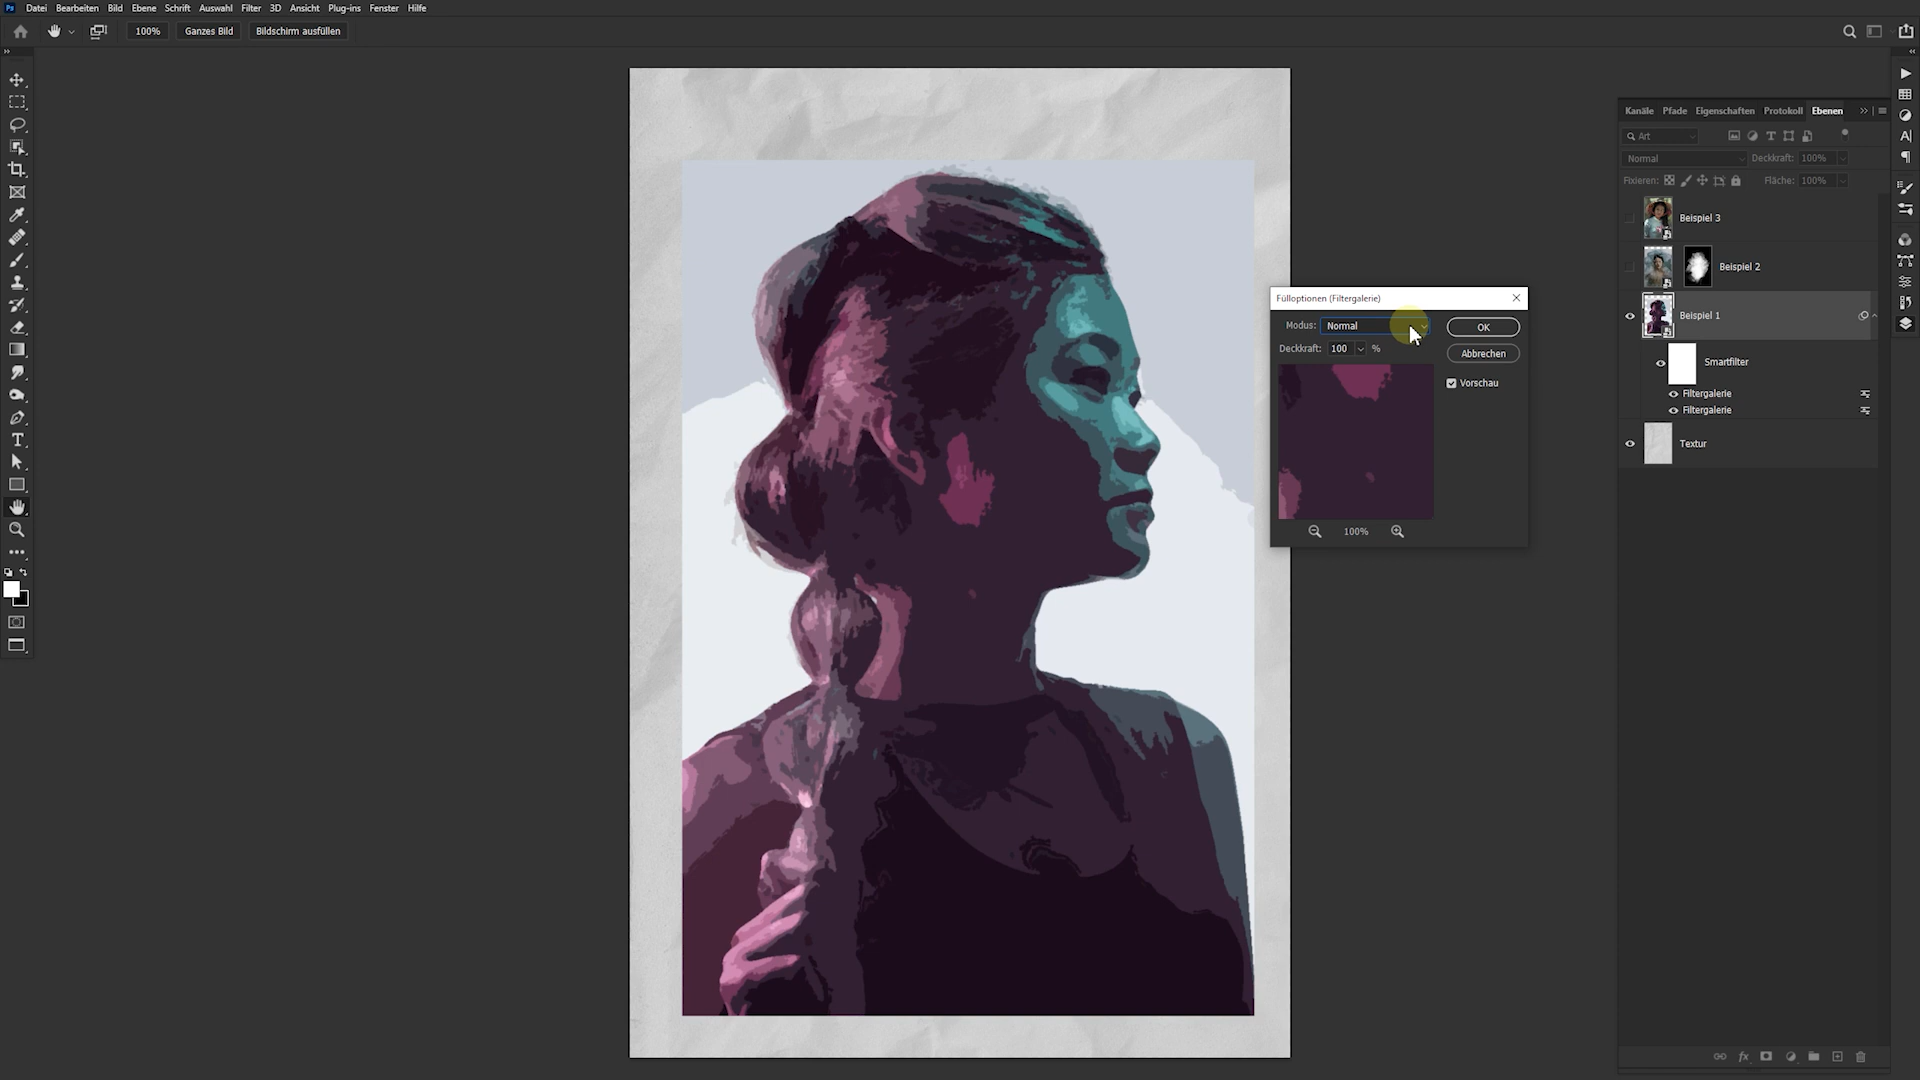 Ps Datei Bearbeiten Bild Ebene Schrift Auswahl Filter 3D Ansicht Plug-ins Fenster Hilfe
100% Ganzes Bild Bildschirm ausfüllen
Kanäle Pfade Eigenschaften Protokoll Ebenen
Art
Normal Deckkraft: 100%
Fixieren: Fläche: 100%
Beispiel 3
Beispiel 2
Beispiel 1
Smartfilter
Filtergalerie
Filtergalerie
Textur
Fülloptionen (Filtergalerie)
Modus: Normal OK
Deckkraft: 100 % Abbrechen
Vorschau
100%